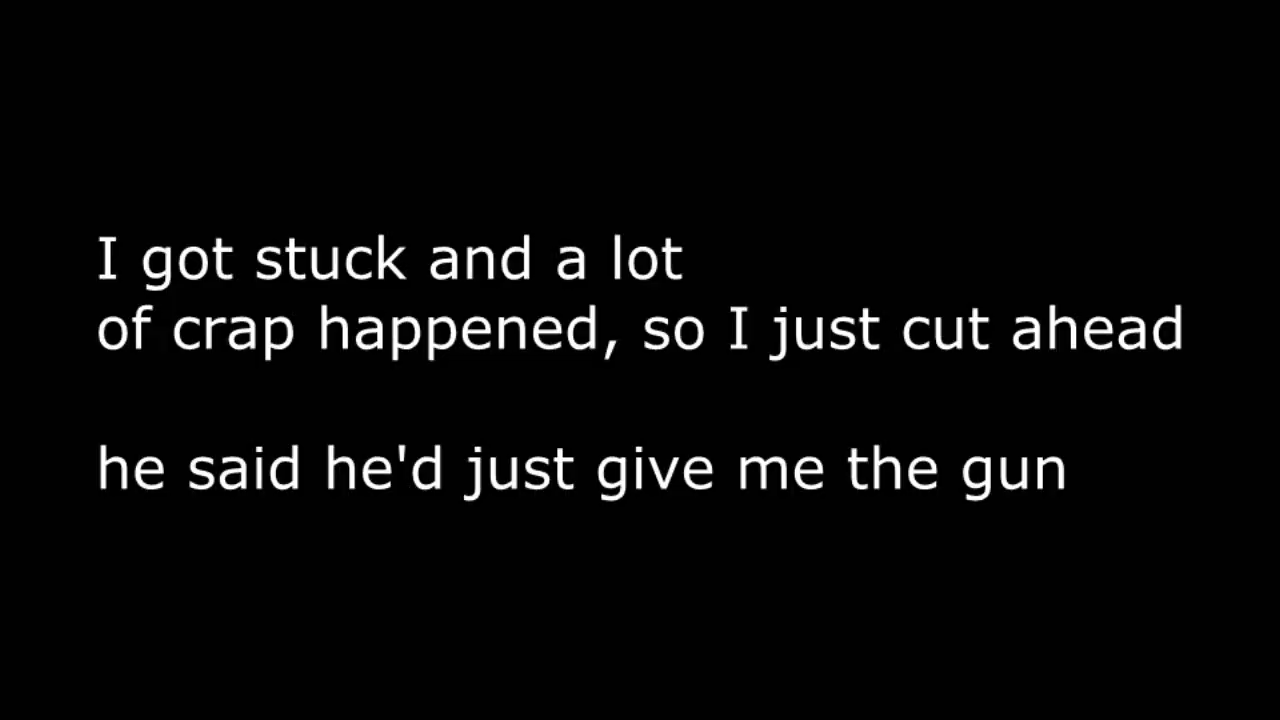 I got stuck and a lot
of crap happened, so I just cut ahead
he said he'd just give me the gun